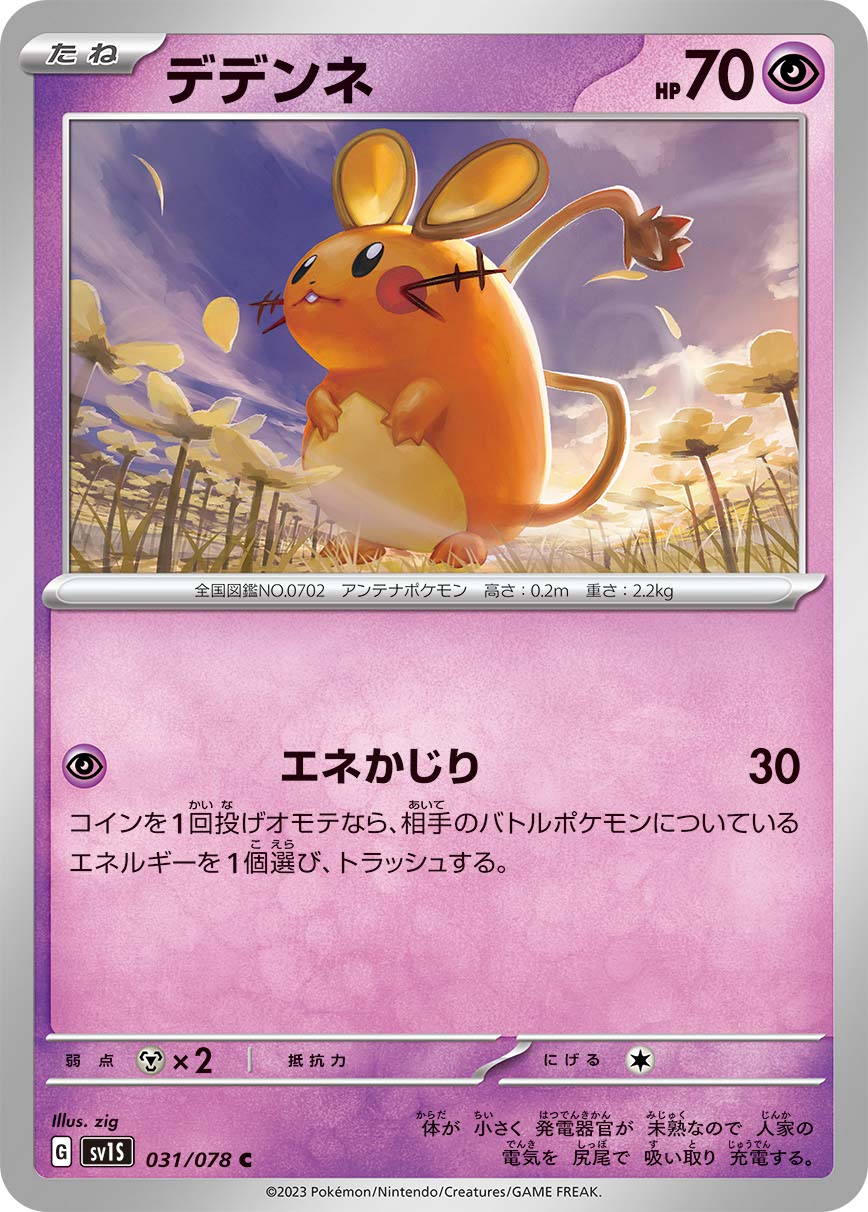 たね
デデンネ
HP70
全国図鑑NO.0702 アンテナポケモン 高さ:0.2m 重さ:2.2kg
エネかじり 30
コインを1回投げオモテなら、相手のバトルポケモンについている
エネルギーを1個選び、トラッシュする。
弱点 ×2 抵抗力 にげる
Illus. zig
体が 小さく 発電器官が 未熟なので 人家の
電気を 尻尾で 吸い取り 充電する。
G sv1S 031/078 C
©2023 Pokémon/Nintendo/Creatures/GAME FREAK.